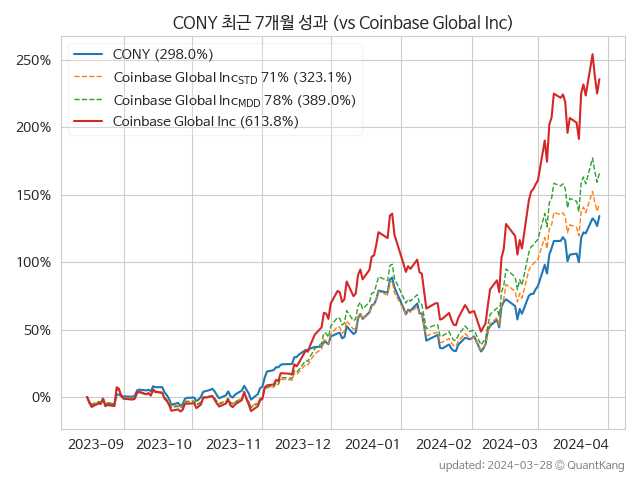 CONY 최근 7개월 성과 (vs Coinbase Global Inc)
CONY (298.0%)
Coinbase Global IncSTD 71% (323.1%)
Coinbase Global IncMDD 78% (389.0%)
Coinbase Global Inc (613.8%)
250%
200%
150%
100%
50%
0%
2023-09 2023-10 2023-11 2023-12 2024-01 2024-02 2024-03 2024-04
updated: 2024-03-28 © QuantKang